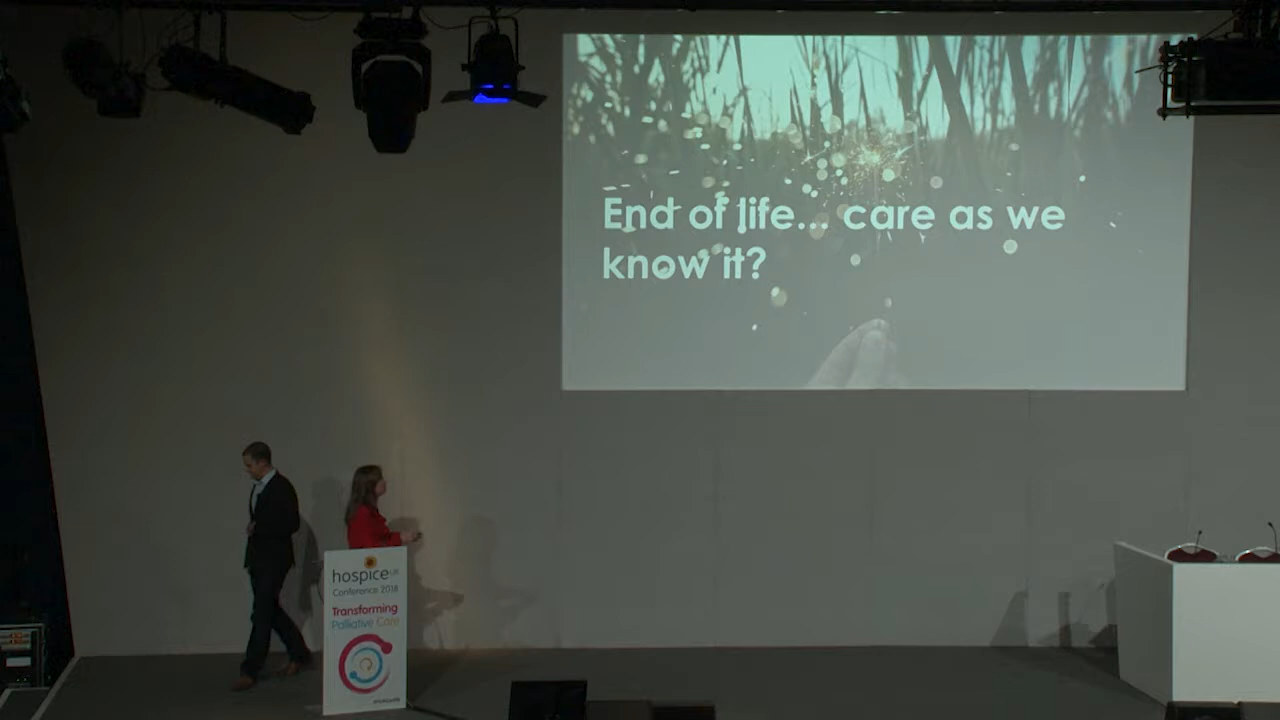 End of life... care as we
know it?
hospice UK
Conference 2018
Transforming
Palliative Care